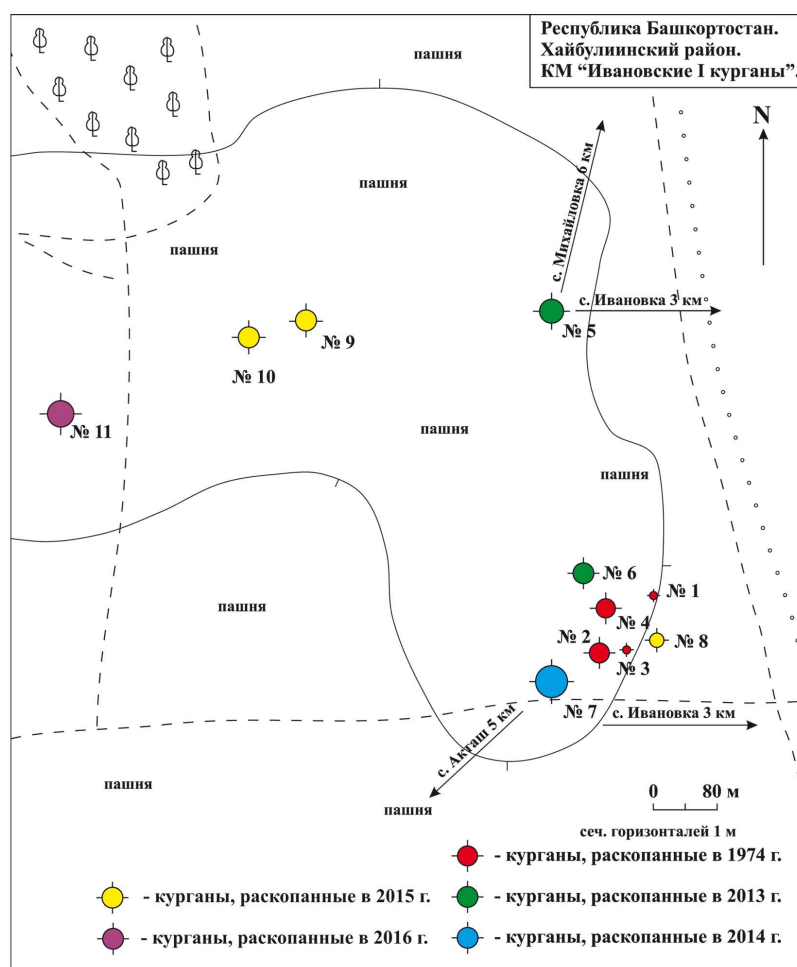 Республика Башкортостан.
Хайбулиинский район.
КМ “Ивановские I курганы”.
пашня
N
с. Михайловка 6 км
пашня
пашня
с. Ивановка 3 км
№ 5
№ 9
№ 10
№ 11
пашня
пашня
№ 6
№ 1
№ 4
пашня
№ 2
№ 8
№ 3
№ 7
с. Ивановка 3 км
с. Акташ 5 км
пашня
пашня
0 80 м
сеч. горизонталей 1 м
- курганы, раскопанные в 1974 г.
- курганы, раскопанные в 2015 г.
- курганы, раскопанные в 2013 г.
- курганы, раскопанные в 2016 г.
- курганы, раскопанные в 2014 г.